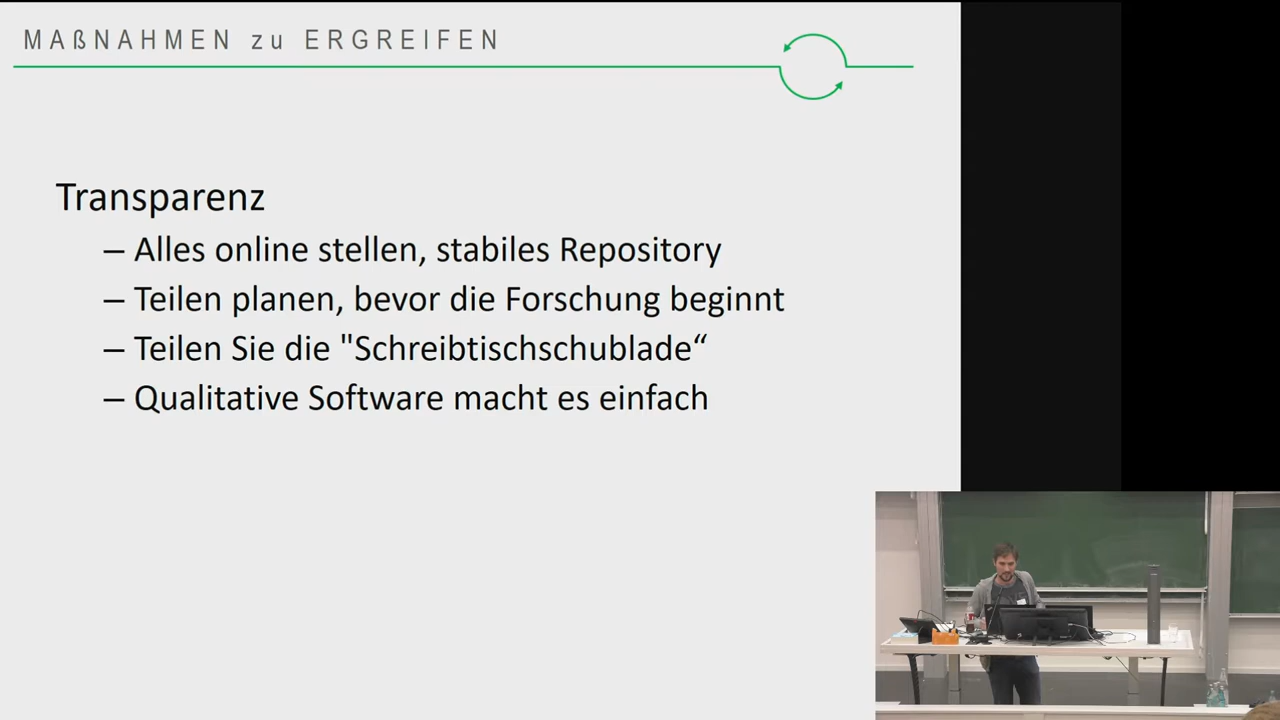 MAßNAHMEN zu ERGREIFEN
Transparenz
– Alles online stellen, stabiles Repository
– Teilen planen, bevor die Forschung beginnt
– Teilen Sie die "Schreibtischschublade“
– Qualitative Software macht es einfach